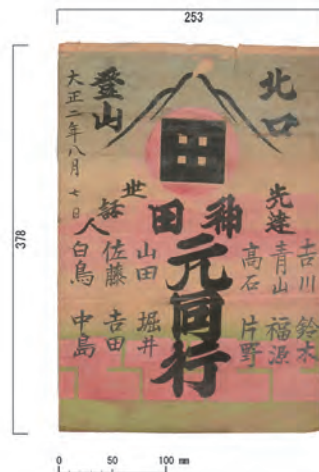 253
378
北口
登山
大正二年八月七日
神田
元同行
先達
吉川 鈴木
青山 福源
高石 片野
世話人
山田 堀井
佐藤 吉田
白鳥 中島
0 50 100 mm